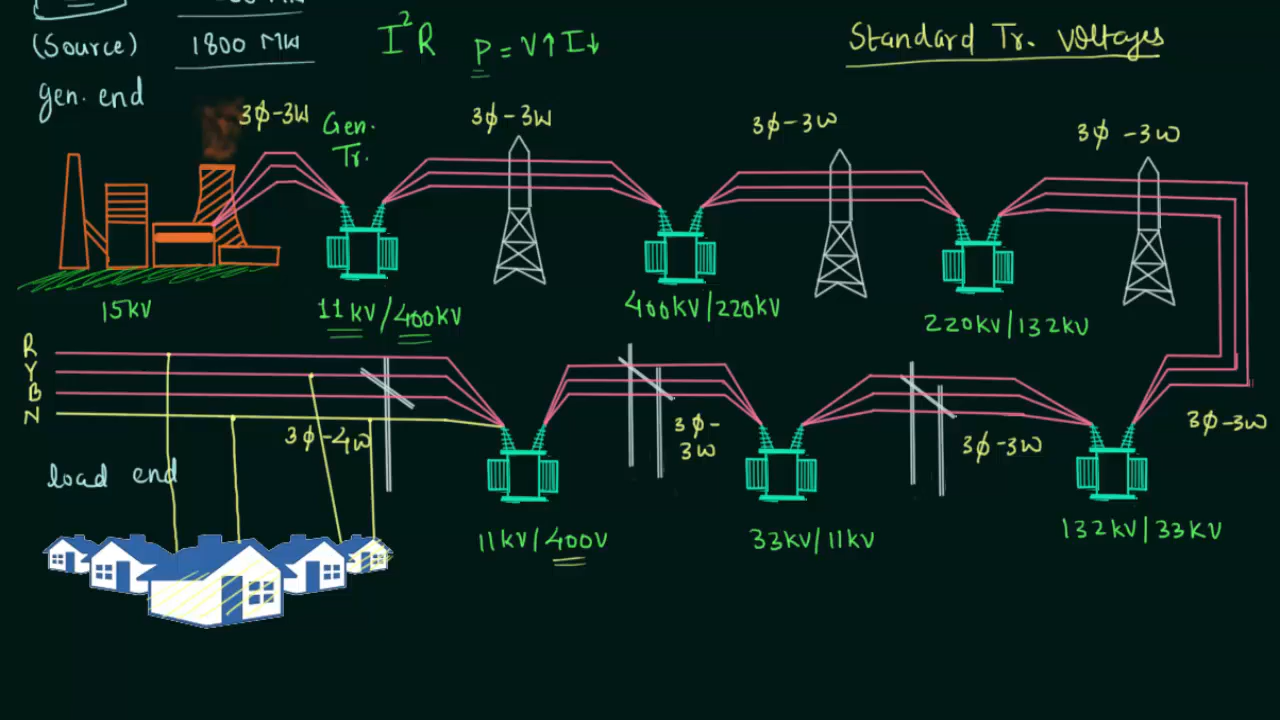 (Source)
1800 MW
I²R
P = V↑ I↓
Standard Tr. Voltages
gen. end
3ϕ-3W
Gen.
Tr.
3ϕ-3W
3ϕ-3W
3ϕ-3W
15kV
11kV/400kV
400kV/220kV
220kV/132kV
R
Y
B
N
3ϕ-4W
3ϕ-
3W
3ϕ-3W
3ϕ-3W
load end
11kV/400V
33kV/11kV
132kV/33kV